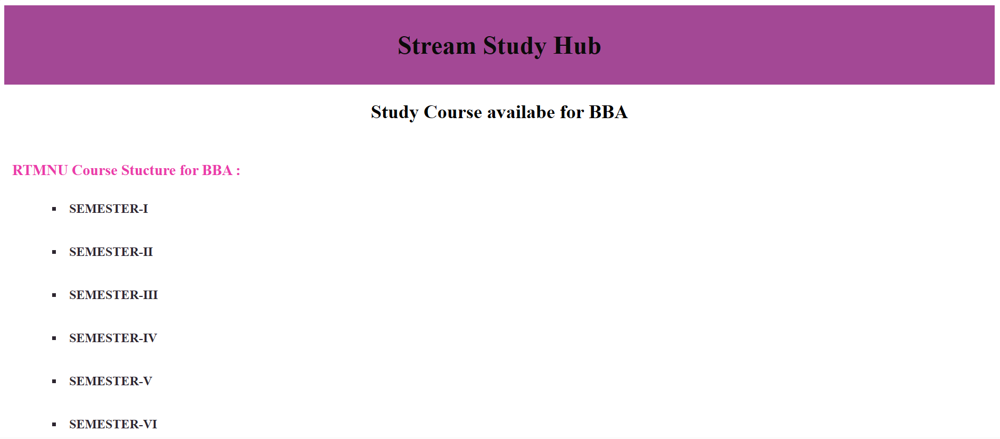 Stream Study Hub
Study Course availabe for BBA
RTMNU Course Stucture for BBA :
SEMESTER-I
SEMESTER-II
SEMESTER-III
SEMESTER-IV
SEMESTER-V
SEMESTER-VI